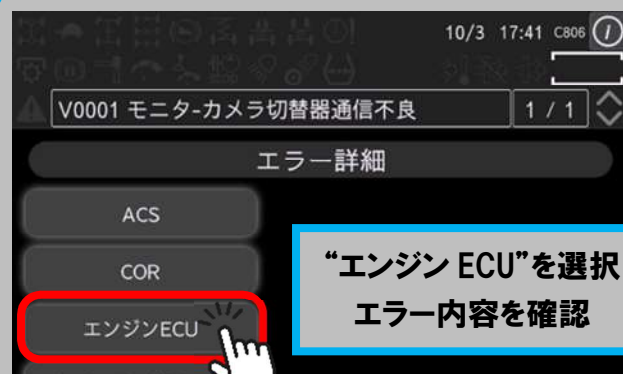 10/3 17:41 C806 i
V0001 モニタ-カメラ切替器通信不良 1 / 1
エラー詳細
ACS
COR
エンジンECU
“エンジン ECU”を選択
エラー内容を確認